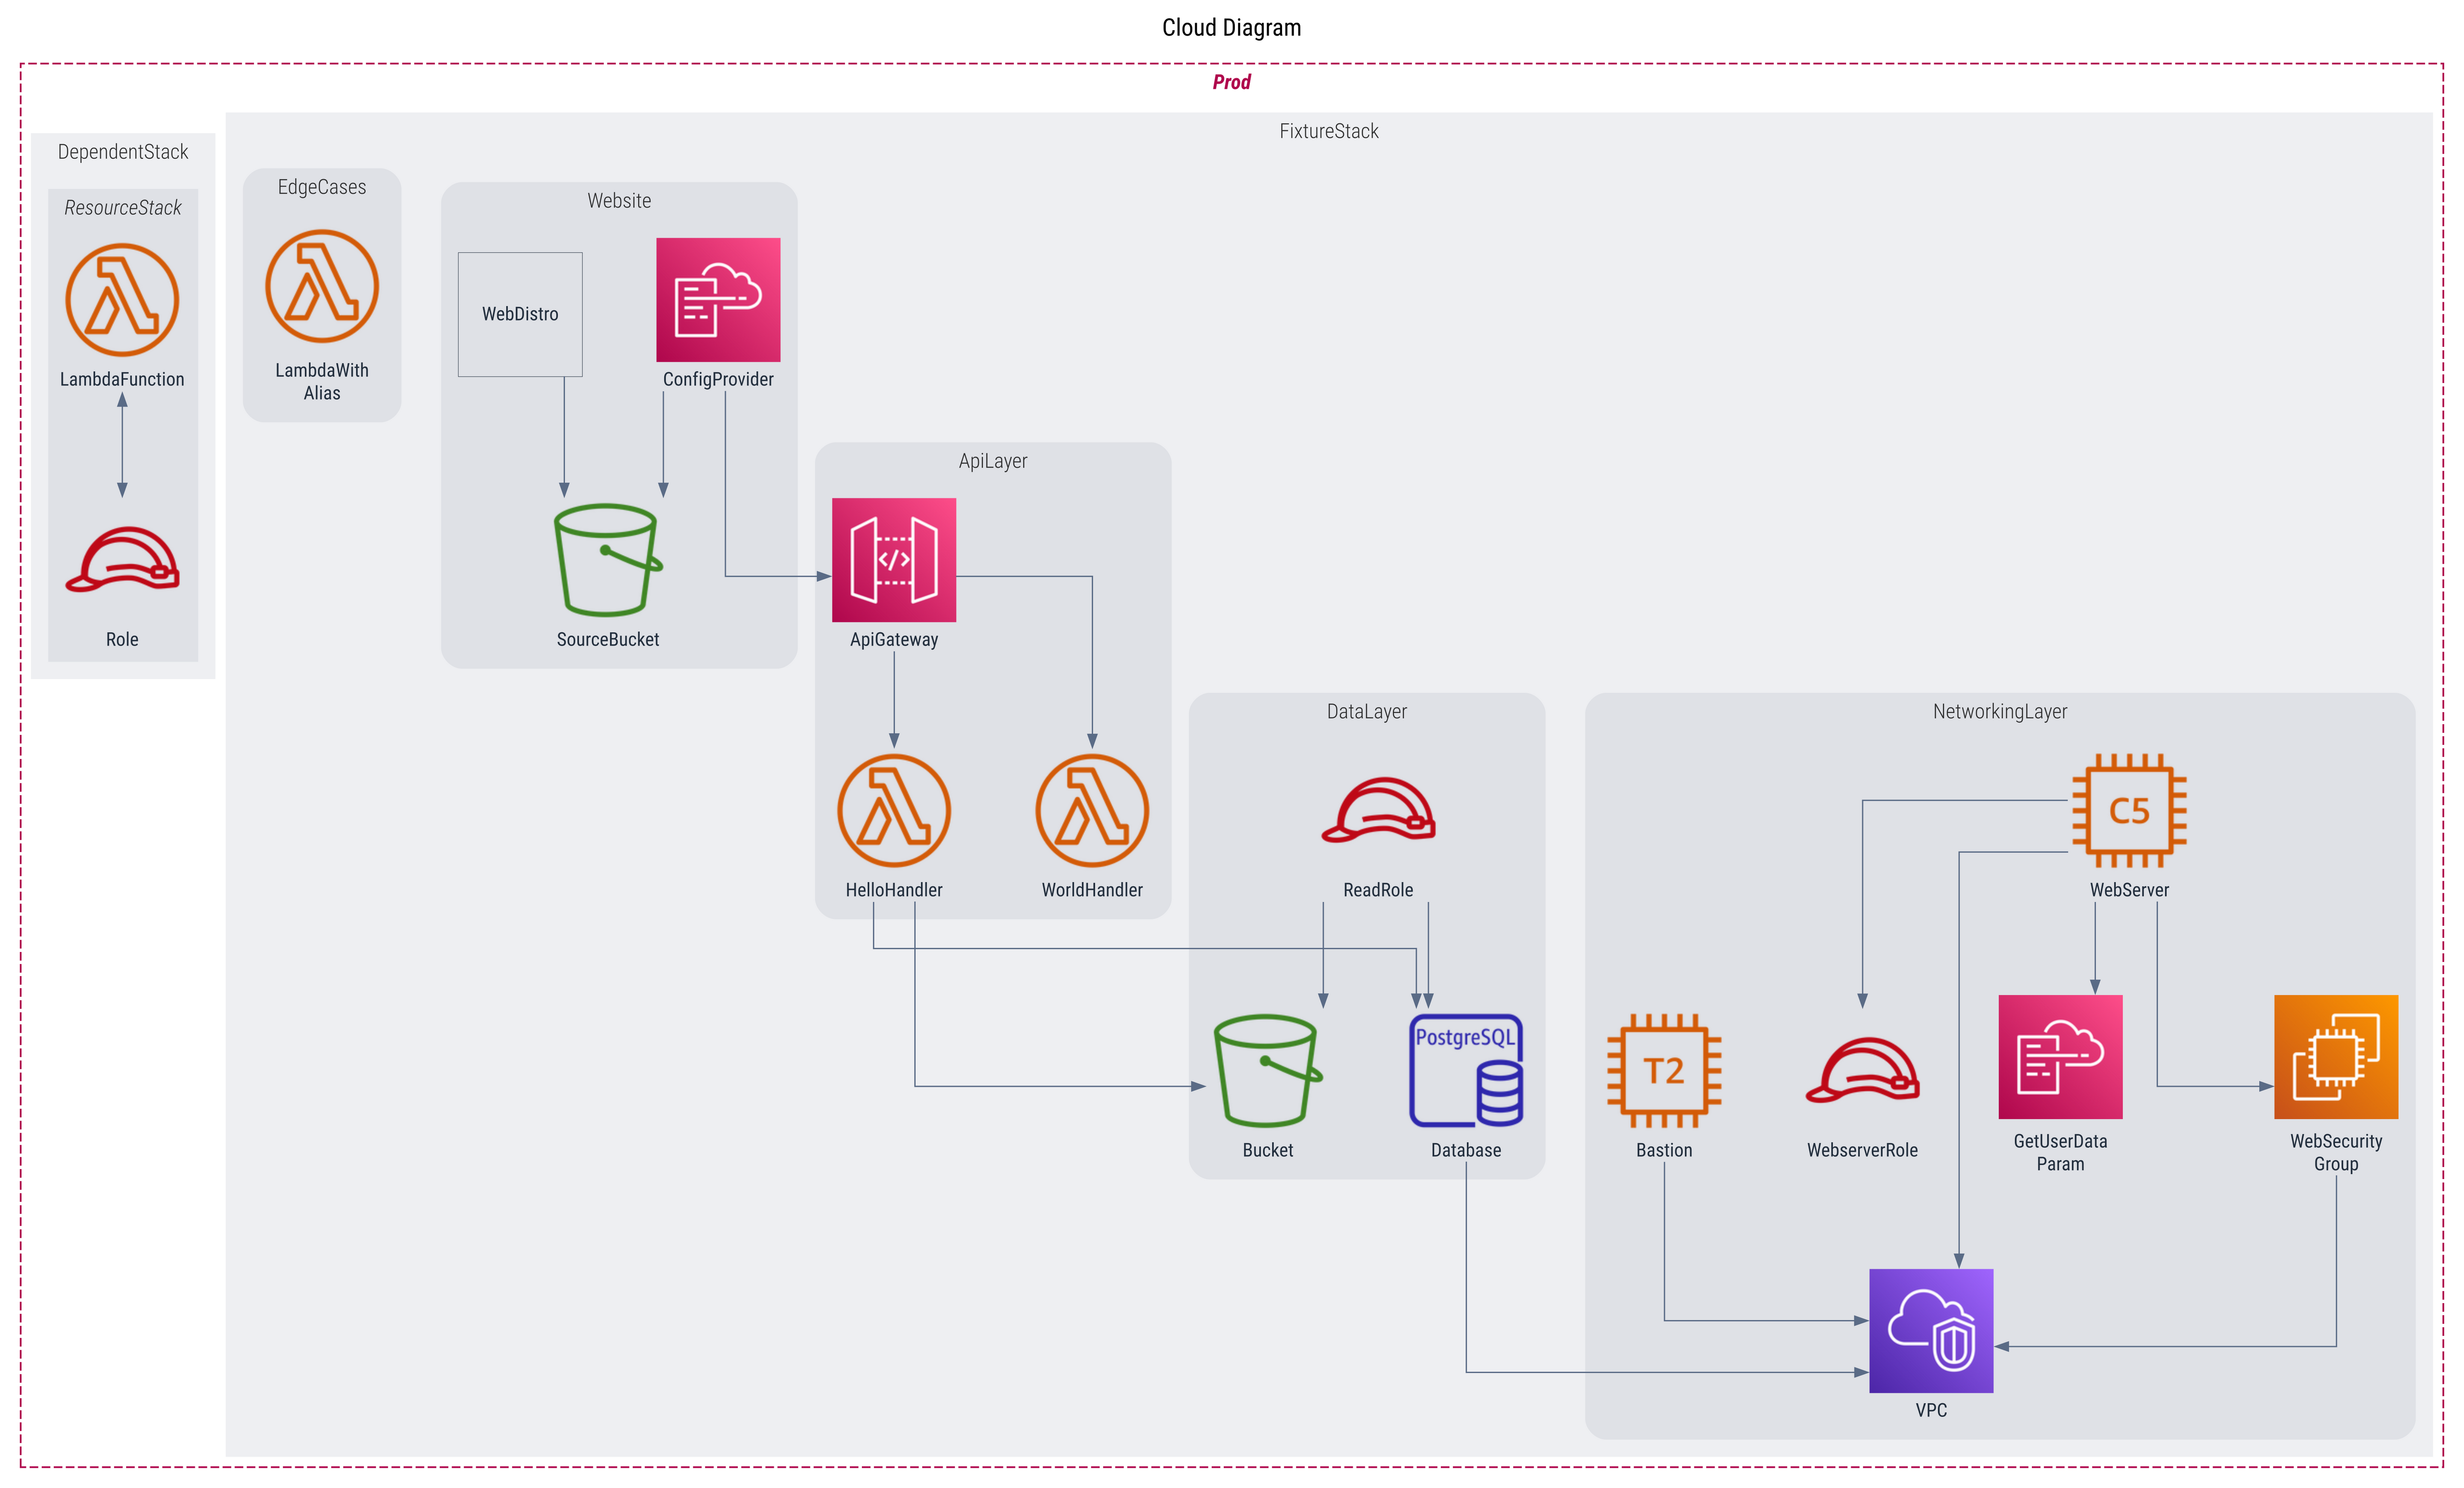 Cloud Diagram
Prod
FixtureStack
DependentStack
ResourceStack
LambdaFunction
Role
EdgeCases
LambdaWith
Alias
Website
WebDistro
ConfigProvider
SourceBucket
ApiLayer
</>
ApiGateway
HelloHandler
WorldHandler
DataLayer
ReadRole
Bucket
PostgreSQL
Database
NetworkingLayer
C5
WebServer
T2
Bastion
WebserverRole
GetUserData
Param
WebSecurity
Group
VPC